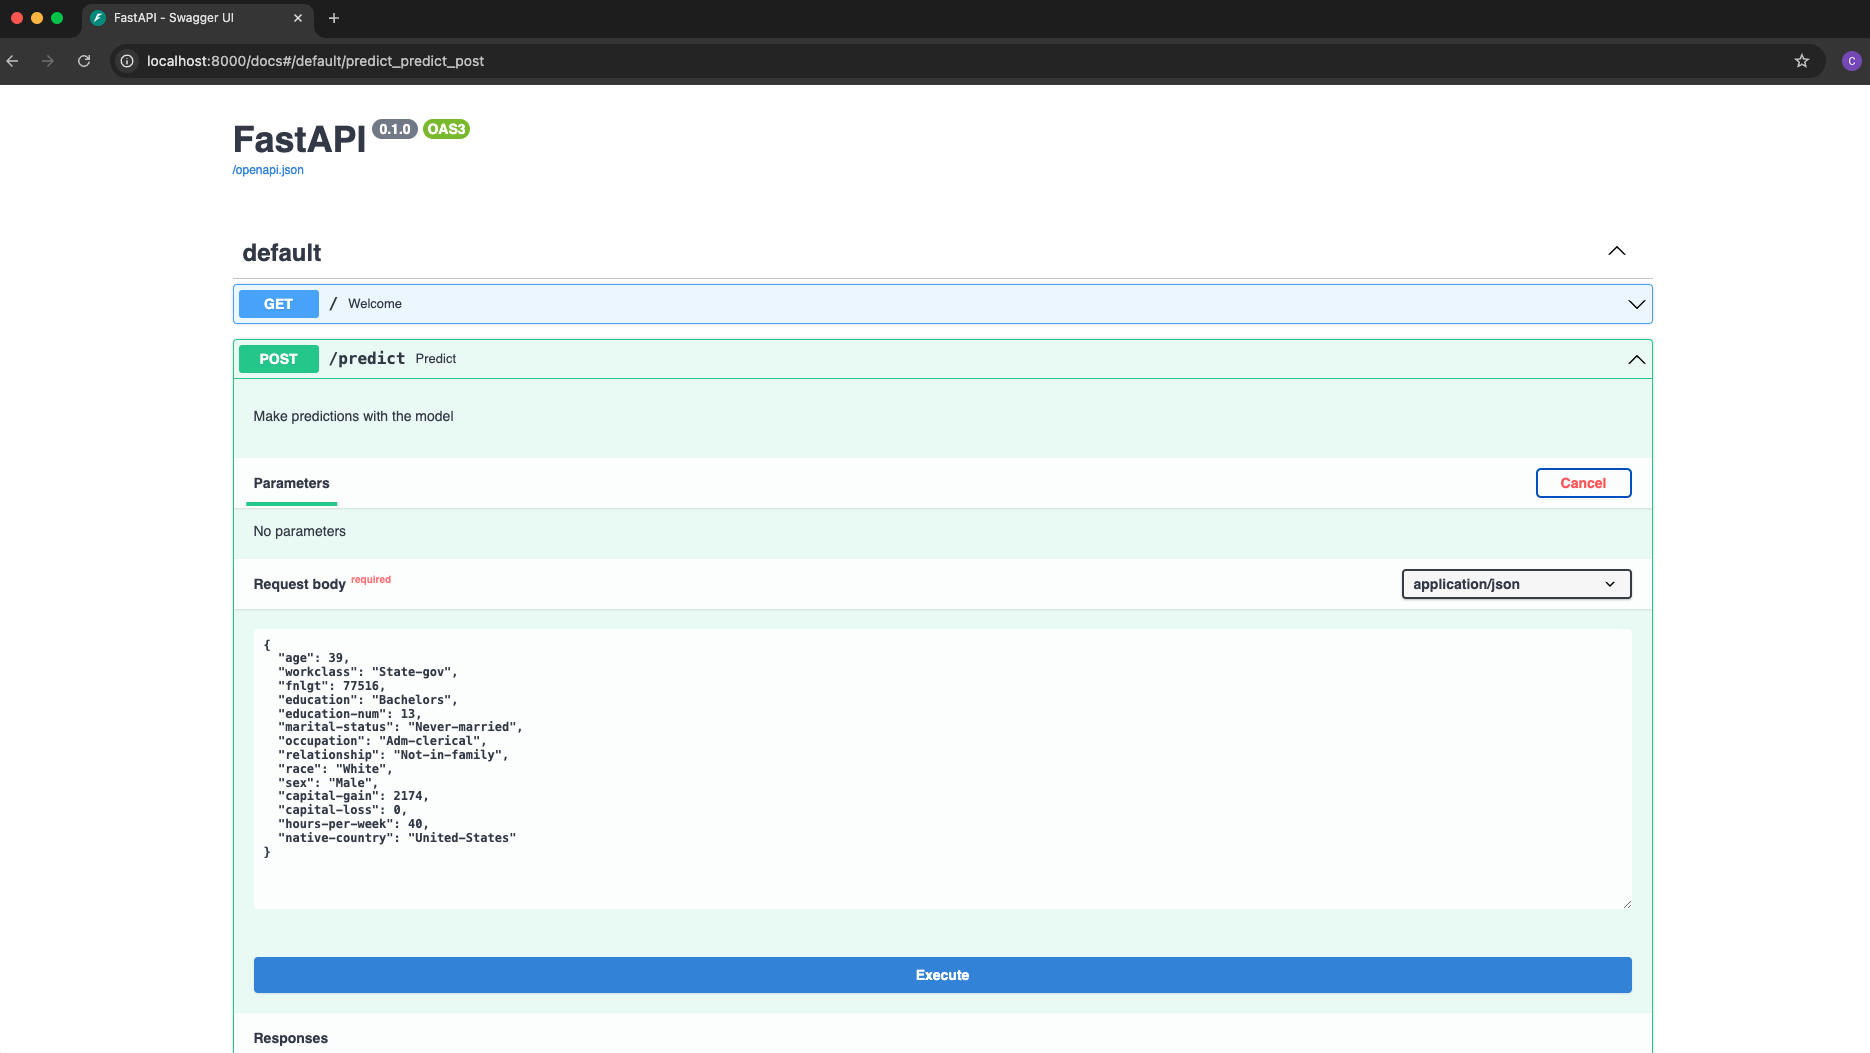 FastAPI - Swagger UI
localhost:8000/docs#/default/predict_predict_post
C
FastAPI 0.1.0 OAS3
/openapi.json
default
GET / Welcome
POST /predict Predict
Make predictions with the model
Parameters
Cancel
No parameters
Request body required
application/json
{
"age": 39,
"workclass": "State-gov",
"fnlgt": 77516,
"education": "Bachelors",
"education-num": 13,
"marital-status": "Never-married",
"occupation": "Adm-clerical",
"relationship": "Not-in-family",
"race": "White",
"sex": "Male",
"capital-gain": 2174,
"capital-loss": 0,
"hours-per-week": 40,
"native-country": "United-States"
}
Execute
Responses